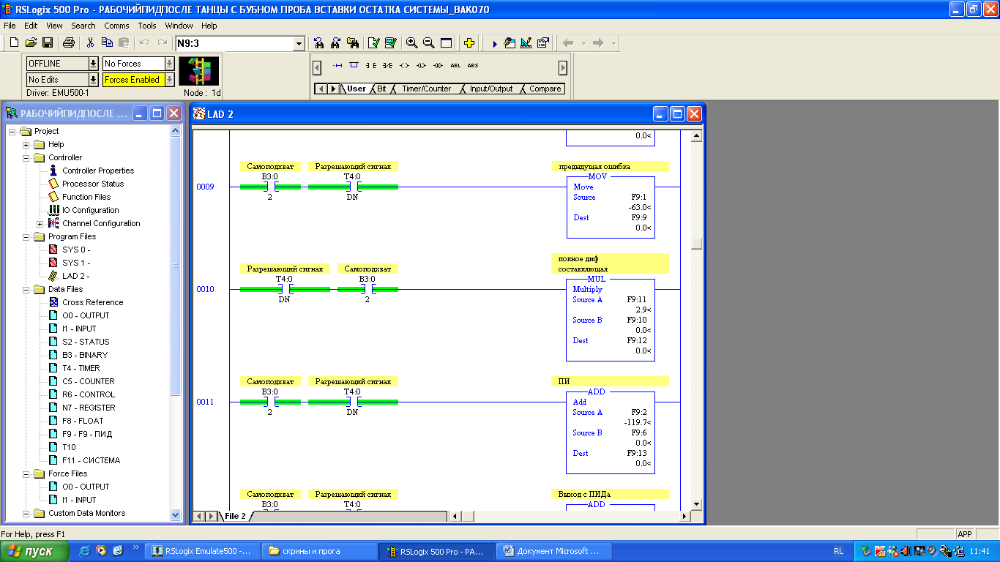 RSLogix 500 Pro - РАБОЧИЙПИДПОСЛЕ ТАНЦЫ С БУБНОМ ПРОБА ВСТАВКИ ОСТАТКА СИСТЕМЫ_BAK070
File Edit View Search Comms Tools Window Help
N9:3
OFFLINE No Forces
No Edits Forces Enabled
Driver: EMU500-1 Node : 1d
ABL ABS
User Bit Timer/Counter Input/Output Compare
РАБОЧИЙПИДПОСЛЕ ...
Project
Help
Controller
Controller Properties
Processor Status
Function Files
IO Configuration
Channel Configuration
Program Files
SYS 0 -
SYS 1 -
LAD 2 -
Data Files
Cross Reference
O0 - OUTPUT
I1 - INPUT
S2 - STATUS
B3 - BINARY
T4 - TIMER
C5 - COUNTER
R6 - CONTROL
N7 - REGISTER
F8 - FLOAT
F9 - F9 - ПИД
T10
F11 - СИСТЕМА
Force Files
O0 - OUTPUT
I1 - INPUT
Custom Data Monitors
LAD 2
0.0<
Самоподхват Разрешающий сигнал предыдущая ошибка
B3:0 T4:0 MOV
0009
2 DN
Move
Source F9:1
-63.0<
Dest F9:9
0.0<
полное диф
составляющая
Разрешающий сигнал Самоподхват
T4:0 B3:0 MUL
0010
DN 2
Multiply
Source A F9:11
2.9<
Source B F9:10
0.0<
Dest F9:12
0.0<
Самоподхват Разрешающий сигнал ПИ
B3:0 T4:0 ADD
0011
2 DN
Add
Source A F9:2
-119.7<
Source B F9:6
0.0<
Dest F9:13
0.0<
Самоподхват Разрешающий сигнал Выход с ПИДа
B3:0 T4:0 ADD
File 2
For Help, press F1
APP
пуск
RSLogix Emulate500 -...
скрины и прога
RSLogix 500 Pro - РА...
Документ Microsoft ...
RL
11:41